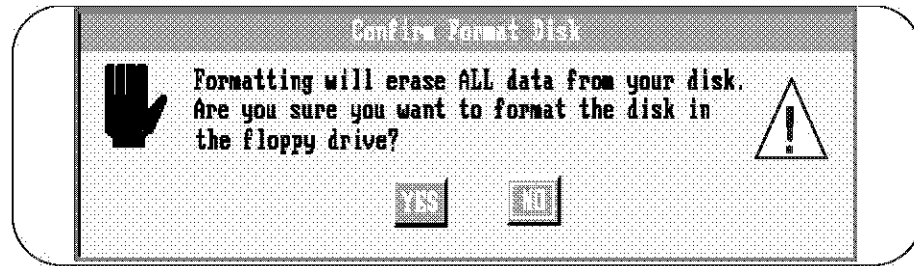 Confirm Format Disk
Formatting will erase ALL data from your disk.
Are you sure you want to format the disk in
the floppy drive?
YES
NO